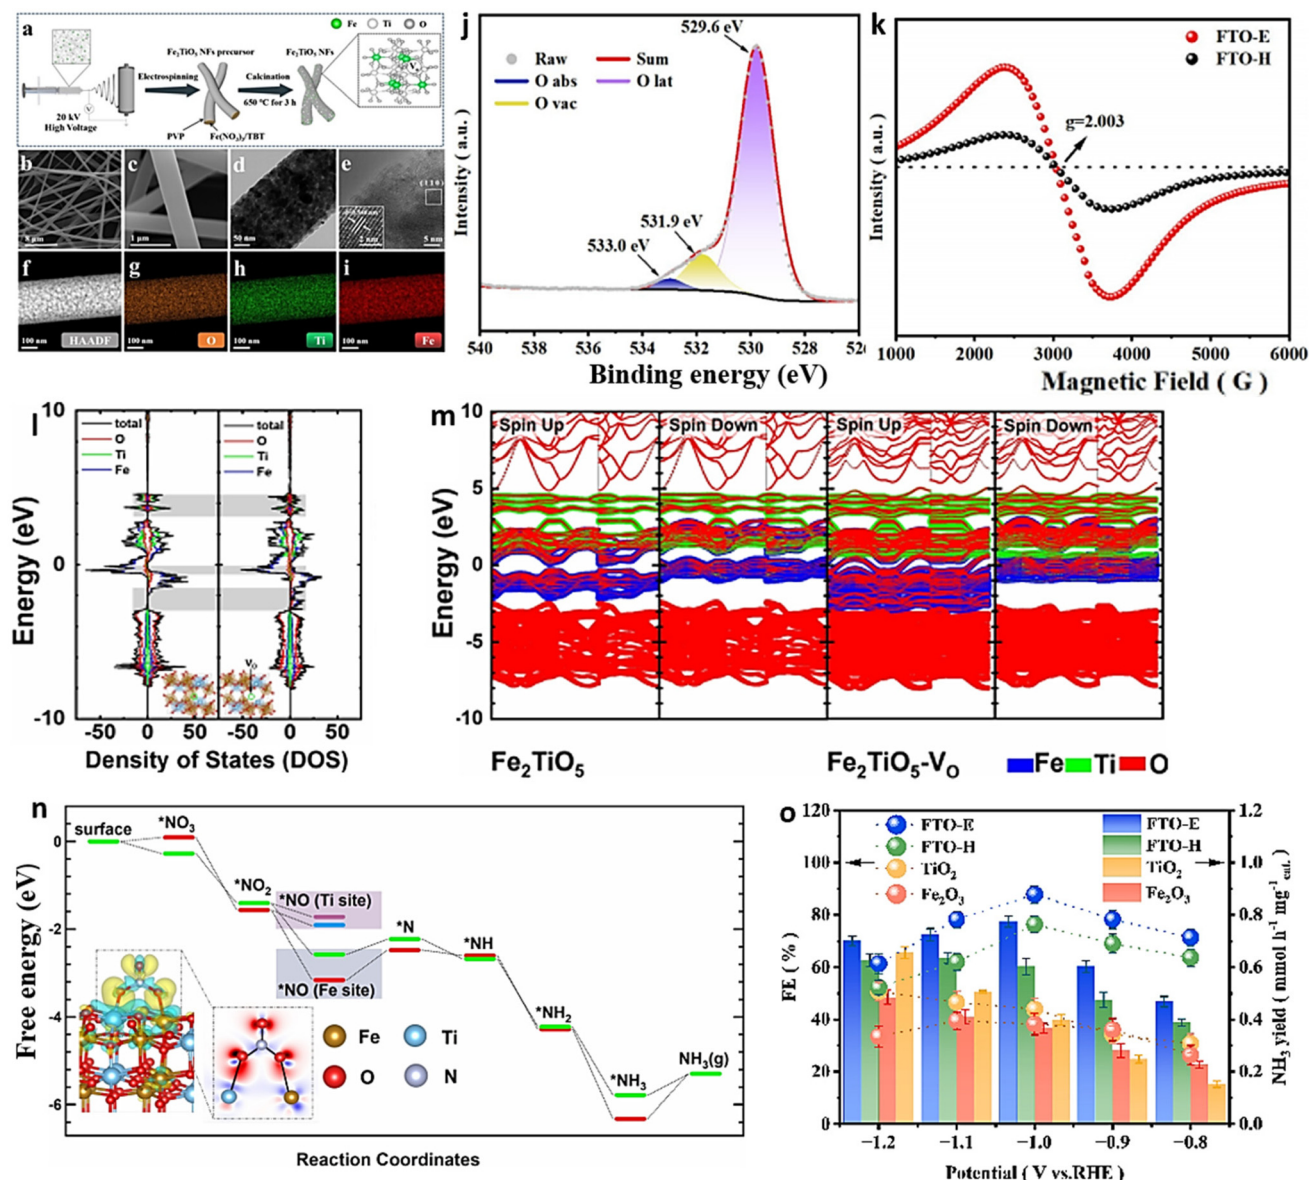 a
Fe
Ti
O
Fe₂TiO₅ NFs precursor
Fe₂TiO₅ NFs
Electrospinning
Calcination
650 °C for 3 h
20 kV
High Voltage
PVP
Fe(NO₃)₃/TBT
b
1 μm
c
d
50 nm
e
(110)
2 nm
5 nm
f
100 nm
HAADF
g
100 nm
O
h
100 nm
Ti
i
100 nm
Fe
j
529.6 eV
Raw
Sum
O abs
O lat
O vac
531.9 eV
533.0 eV
Intensity (a.u.)
540
538
536
534
532
530
528
Binding energy (eV)
k
FTO-E
FTO-H
g=2.003
Intensity ( a.u.)
1000
2000
3000
4000
5000
6000
Magnetic Field ( G )
l
total
O
Ti
Fe
total
O
Ti
Fe
Energy (eV)
10
0
-10
V₀
-50
0
50
-50
0
50
Density of States (DOS)
m
Spin Up
Spin Down
Spin Up
Spin Down
Energy (eV)
10
5
0
-5
-10
Fe₂TiO₅
Fe₂TiO₅-V₀
Fe
Ti
O
n
surface
*NO₃
*NO₂
*NO (Ti site)
*NO (Fe site)
*N
*NH
*NH₂
*NH₃
NH₃(g)
Free energy (eV)
0
-2
-4
-6
Fe
Ti
O
N
Reaction Coordinates
o
FTO-E
FTO-H
TiO₂
Fe₂O₃
FTO-E
FTO-H
TiO₂
Fe₂O₃
FE ( % )
120
100
80
60
40
20
0
1.2
1.0
0.8
0.6
0.4
0.2
0.0
NH₃ yield ( mmol h⁻¹ mg⁻¹cat. )
−1.2
−1.1
−1.0
−0.9
−0.8
Potential ( V vs.RHE )